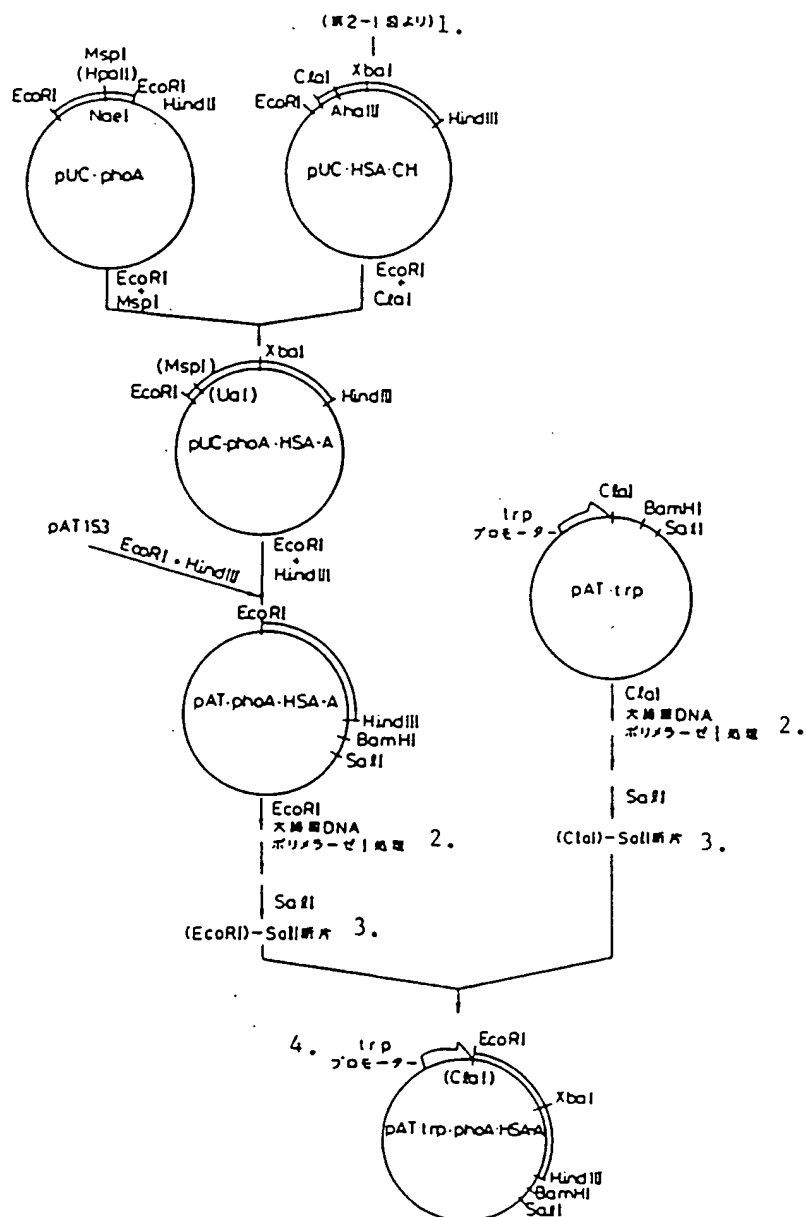 (第2-1図より) 1.
MspI
(HpaII)
EcoRI
EcoRI
HindIII
NaeI
pUC·phoA
XbaI
ClaI
EcoRI
AhaIII
HindIII
pUC·HSA·CH
EcoRI
+
MspI
EcoRI
+
ClaI
XbaI
(MspI)
EcoRI
(UaI)
HindIII
pUC-phoA·HSA·A
pAT153
EcoRI + HindIII
EcoRI
+
HindIII
ClaI
trp
プロモーター
BamHI
SalI
pAT·trp
EcoRI
pAT·phoA·HSA·A
HindIII
BamHI
SalI
ClaI
大腸菌DNA
ポリメラーゼI処理 2.
SalI
(ClaI)-SalI断片 3.
EcoRI
大腸菌DNA
ポリメラーゼI処理 2.
SalI
(EcoRI)-SalI断片 3.
4. trp
プロモーター
EcoRI
(ClaI)
XbaI
pAT·trp·phoA·HSA·A
HindIII
BamHI
SalI